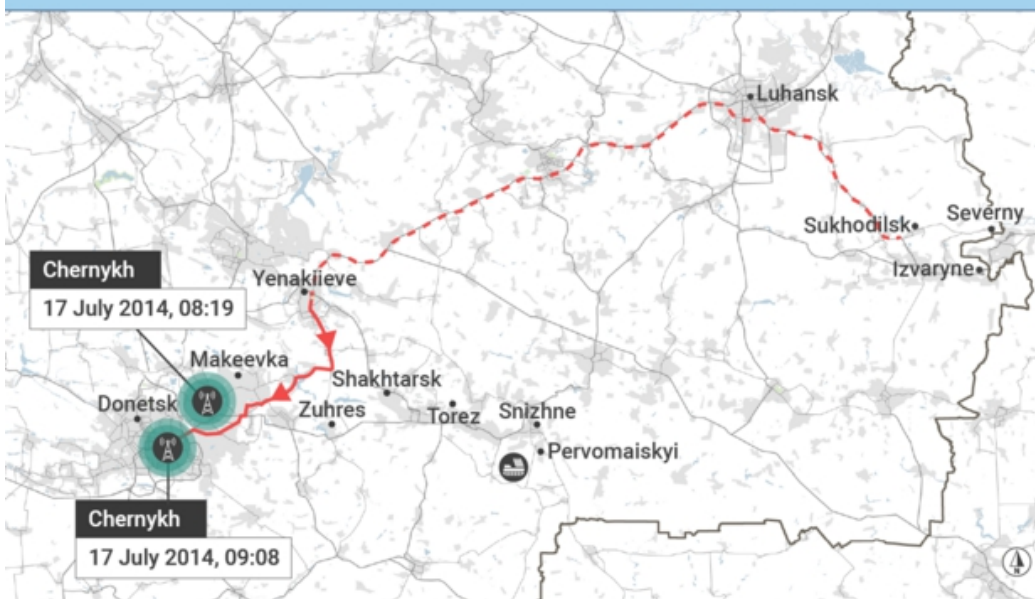 Luhansk
Sukhodilsk
Severny
Izvaryne
Chernykh
17 July 2014, 08:19
Yenakiieve
Makeevka
Donetsk
Shakhtarsk
Zuhres
Torez
Snizhne
Pervomaiskyi
Chernykh
17 July 2014, 09:08
N